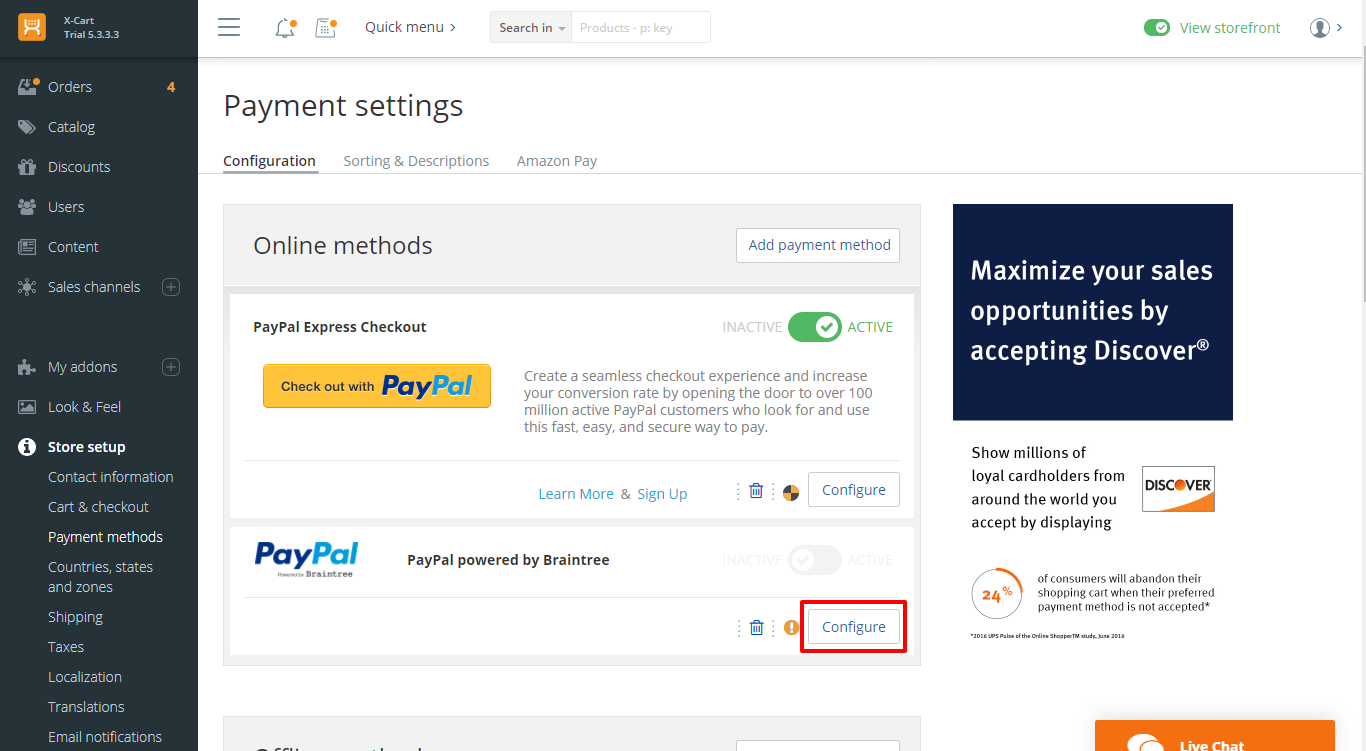 X-Cart
Trial 5.3.3.3
Quick menu
Search in
Products - p: key
View storefront
Orders
4
Catalog
Discounts
Users
Content
Sales channels
My addons
Look & Feel
Store setup
Contact information
Cart & checkout
Payment methods
Countries, states
and zones
Shipping
Taxes
Localization
Translations
Email notifications
Payment settings
Configuration
Sorting & Descriptions
Amazon Pay
Online methods
Add payment method
PayPal Express Checkout
INACTIVE
ACTIVE
Check out with PayPal
Create a seamless checkout experience and increase
your conversion rate by opening the door to over 100
million active PayPal customers who look for and use
this fast, easy, and secure way to pay.
Learn More & Sign Up
Configure
PayPal
Powered by Braintree
PayPal powered by Braintree
INACTIVE
ACTIVE
Configure
Maximize your sales
opportunities by
accepting Discover®
Show millions of
loyal cardholders from
around the world you
accept by displaying
DISCOVER
24%
of consumers will abandon their
shopping cart when their preferred
payment method is not accepted*
*2016 UPS Pulse of the Online ShopperTM study, June 2016
Live Chat